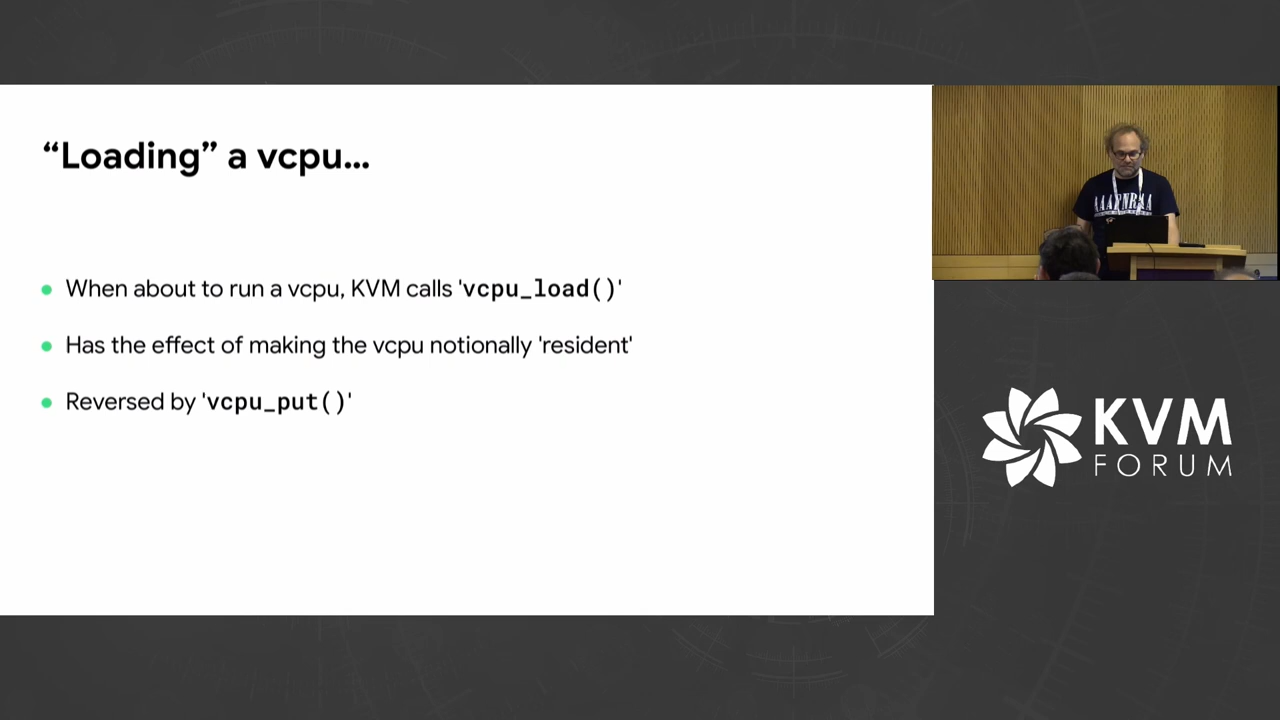 “Loading” a vcpu...
When about to run a vcpu, KVM calls 'vcpu_load()'
Has the effect of making the vcpu notionally 'resident'
Reversed by 'vcpu_put()'
KVM
FORUM